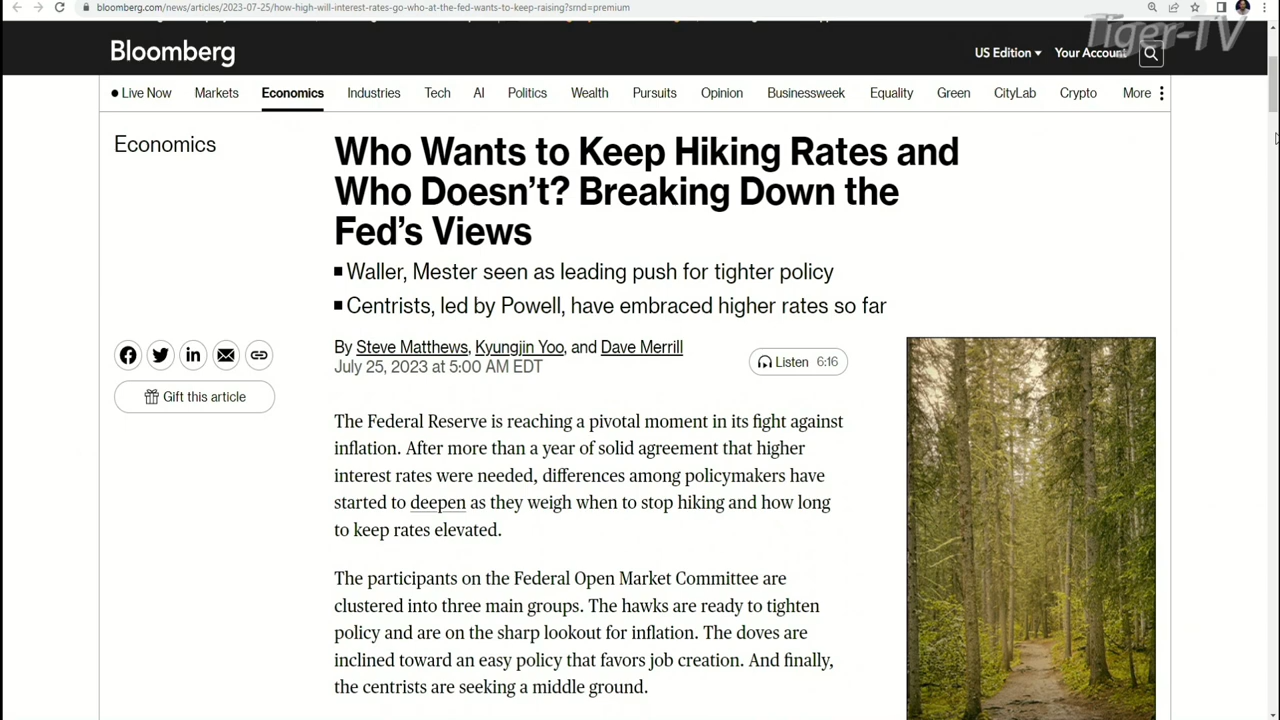 bloomberg.com/news/articles/2023-07-25/how-high-will-interest-rates-go-who-at-the-fed-wants-to-keep-raising?srnd=premium
Tiger-TV
Bloomberg
US Edition
Your Account
Live Now
Markets
Economics
Industries
Tech
AI
Politics
Wealth
Pursuits
Opinion
Businessweek
Equality
Green
CityLab
Crypto
More
Economics
Who Wants to Keep Hiking Rates and
Who Doesn't? Breaking Down the
Fed's Views
Waller, Mester seen as leading push for tighter policy
Centrists, led by Powell, have embraced higher rates so far
By Steve Matthews, Kyungjin Yoo, and Dave Merrill
July 25, 2023 at 5:00 AM EDT
Listen 6:16
Gift this article
The Federal Reserve is reaching a pivotal moment in its fight against
inflation. After more than a year of solid agreement that higher
interest rates were needed, differences among policymakers have
started to deepen as they weigh when to stop hiking and how long
to keep rates elevated.
The participants on the Federal Open Market Committee are
clustered into three main groups. The hawks are ready to tighten
policy and are on the sharp lookout for inflation. The doves are
inclined toward an easy policy that favors job creation. And finally,
the centrists are seeking a middle ground.